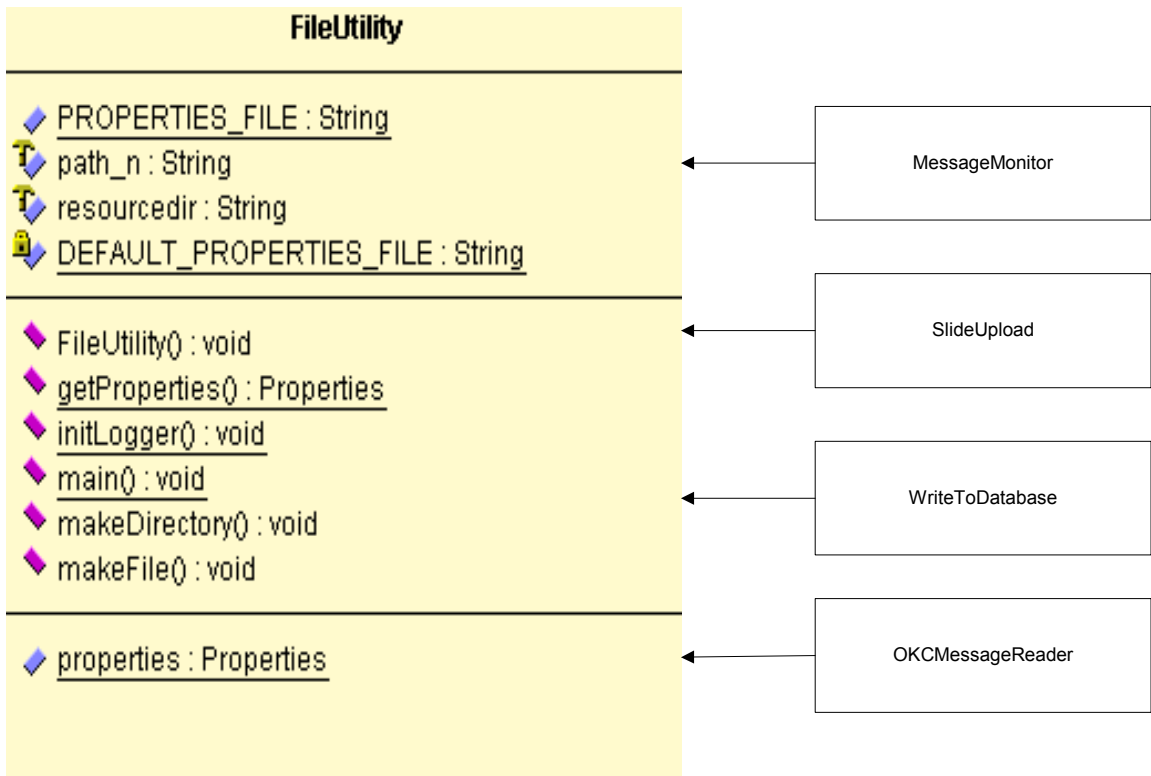 FileUtility
PROPERTIES_FILE : String
path_n : String
resourcedir : String
DEFAULT_PROPERTIES_FILE : String
FileUtility() : void
getProperties() : Properties
initLogger() : void
main() : void
makeDirectory() : void
makeFile() : void
properties : Properties
MessageMonitor
SlideUpload
WriteToDatabase
OKCMessageReader